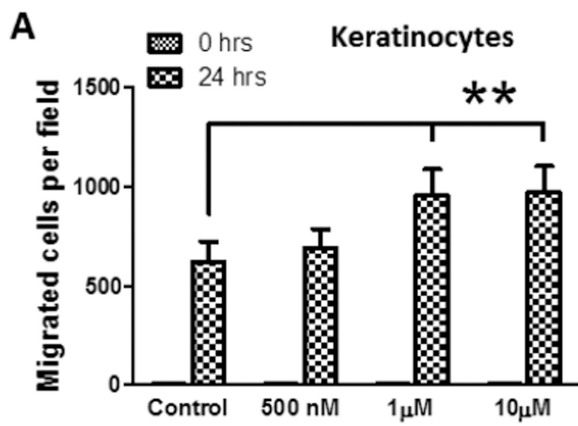 A
Keratinocytes
0 hrs
24 hrs
**
Migrated cells per field
1500
1000
500
0
Control 500 nM 1μM 10μM